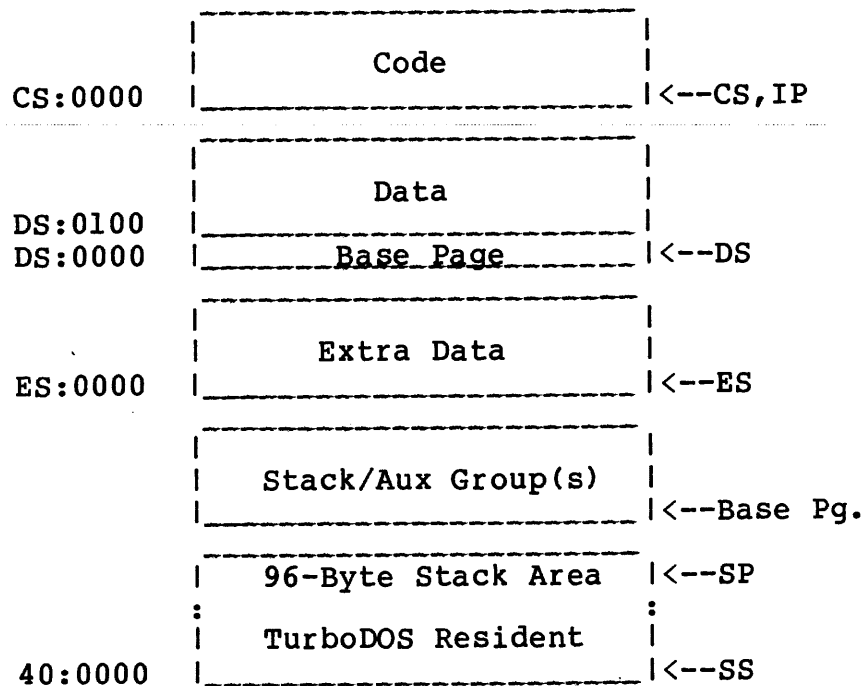 Code
CS:0000 <--CS,IP
Data
DS:0100
DS:0000 Base Page <--DS
Extra Data
ES:0000 <--ES
Stack/Aux Group(s)
<--Base Pg.
96-Byte Stack Area <--SP
: :
TurboDOS Resident
40:0000 <--SS